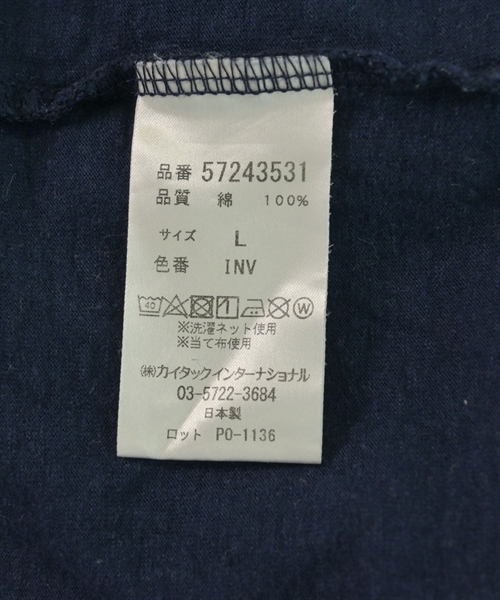 品番 57243531
品質 綿 100%
サイズ L
色番 INV
40 W
※洗濯ネット使用
※当て布使用
㈱カイタックインターナショナル
03-5722-3684
日本製
ロット PO-1136